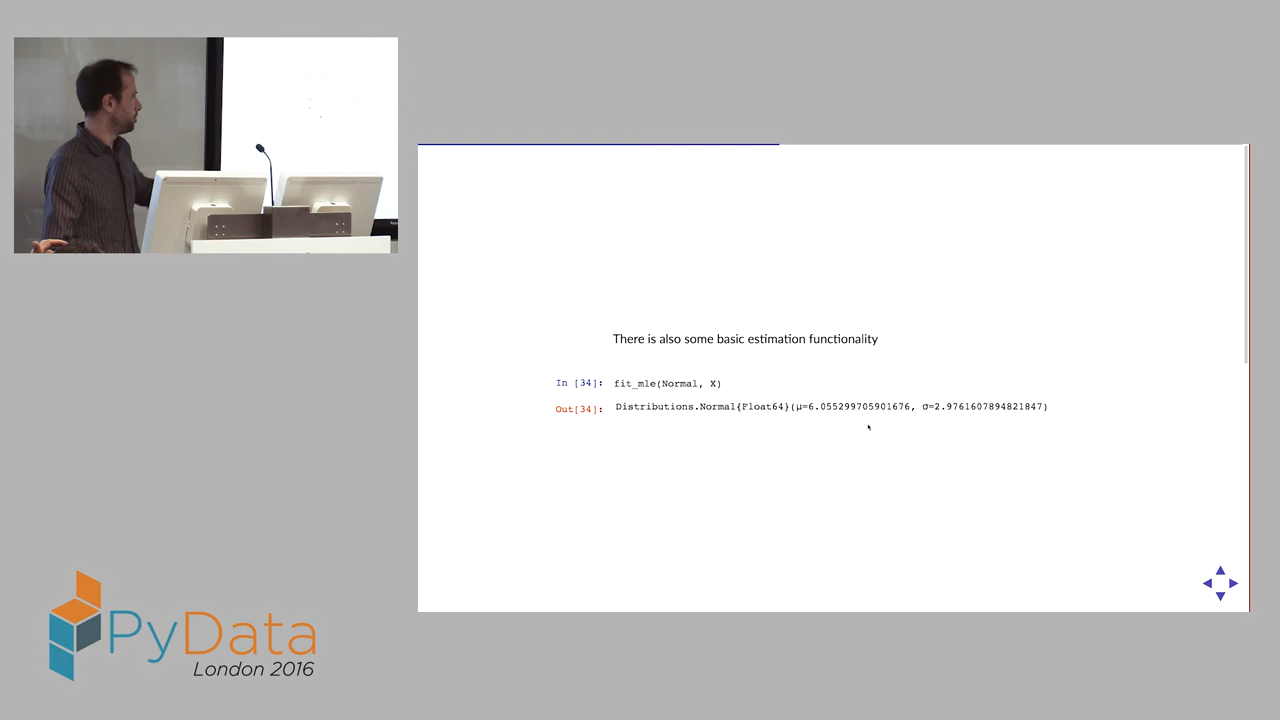 There is also some basic estimation functionality
In [34]: fit_mle(Normal, X)
Out[34]: Distributions.Normal{Float64}(μ=6.055299705901676, σ=2.9761607894821847)
PyData
London 2016